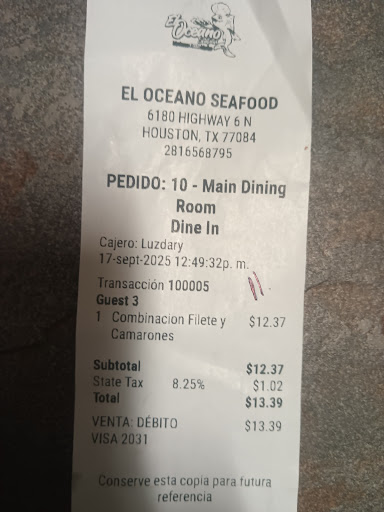 El
Oceano
EL OCEANO SEAFOOD
6180 HIGHWAY 6 N
HOUSTON, TX 77084
2816568795
PEDIDO: 10 - Main Dining
Room
Dine In
Cajero: Luzdary
17-sept-2025 12:49:32p. m.
Transacción 100005
Guest 3
1 Combinacion Filete y $12.37
Camarones
Subtotal $12.37
State Tax 8.25% $1.02
Total $13.39
VENTA: DÉBITO $13.39
VISA 2031
Conserve esta copia para futura
referencia